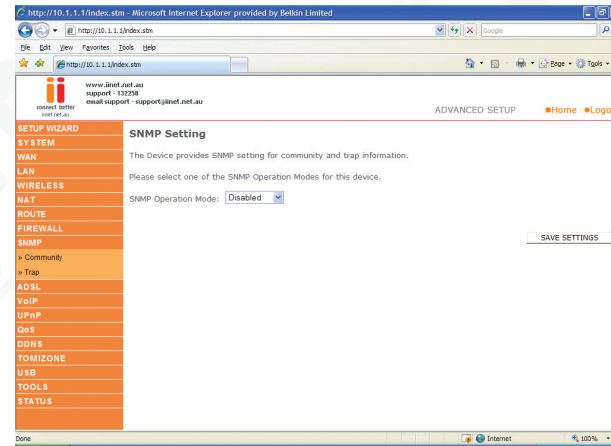 http://10.1.1.1/index.stm - Microsoft Internet Explorer provided by Belkin Limited
http://10.1.1.1/index.stm
Google
File Edit View Favorites Tools Help
http://10.1.1.1/index.stm
Page Tools
connect better
iinet.net.au
www.iinet.net.au
support - 132258
email support - support@iinet.net.au
ADVANCED SETUP
Home
Logo
SETUP WIZARD
SYSTEM
WAN
LAN
WIRELESS
NAT
ROUTE
FIREWALL
SNMP
» Community
» Trap
ADSL
VoIP
UPnP
QoS
DDNS
TOMIZONE
USB
TOOLS
STATUS
SNMP Setting
The Device provides SNMP setting for community and trap information.
Please select one of the SNMP Operation Modes for this device.
SNMP Operation Mode: Disabled
SAVE SETTINGS
Done
Internet
100%